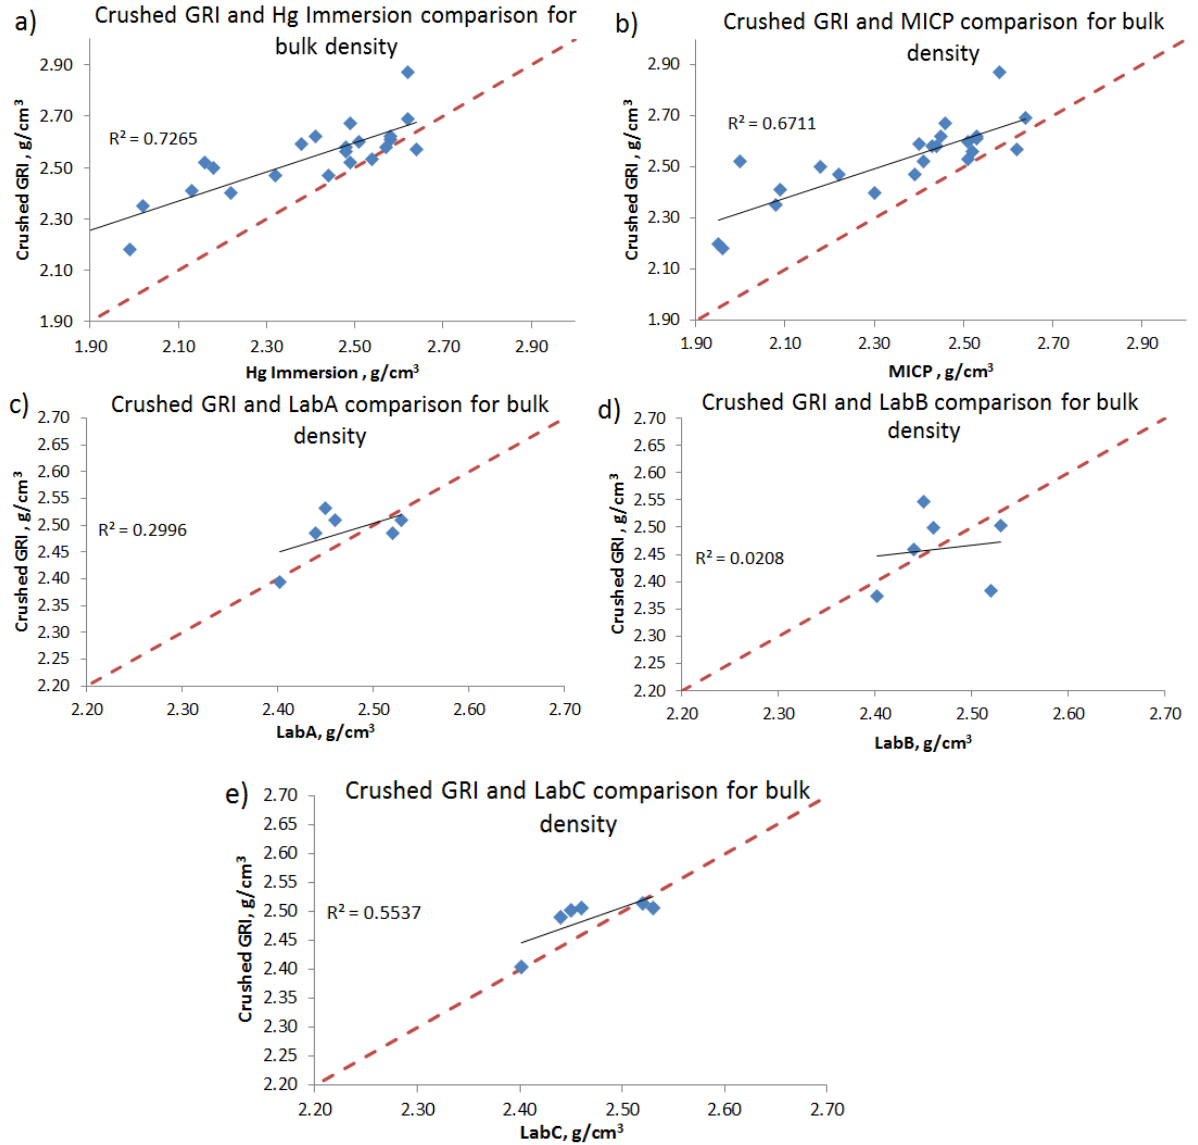 a)
Crushed GRI and Hg Immersion comparison for
bulk density
2.90
2.70
2.50
2.30
2.10
1.90
Crushed GRI , g/cm³
R² = 0.7265
1.90 2.10 2.30 2.50 2.70 2.90
Hg Immersion , g/cm³
b)
Crushed GRI and MICP comparison for bulk
density
2.90
2.70
2.50
2.30
2.10
1.90
Crushed GRI , g/cm³
R² = 0.6711
1.90 2.10 2.30 2.50 2.70 2.90
MICP , g/cm³
c)
Crushed GRI and LabA comparison for bulk
density
2.70
2.65
2.60
2.55
2.50
2.45
2.40
2.35
2.30
2.25
2.20
Crushed GRI , g/cm³
R² = 0.2996
2.20 2.30 2.40 2.50 2.60 2.70
LabA, g/cm³
d)
Crushed GRI and LabB comparison for bulk
density
2.70
2.65
2.60
2.55
2.50
2.45
2.40
2.35
2.30
2.25
2.20
Crushed GRI , g/cm³
R² = 0.0208
2.20 2.30 2.40 2.50 2.60 2.70
LabB, g/cm³
e)
Crushed GRI and LabC comparison for bulk
density
2.70
2.65
2.60
2.55
2.50
2.45
2.40
2.35
2.30
2.25
2.20
Crushed GRI , g/cm³
R² = 0.5537
2.20 2.30 2.40 2.50 2.60 2.70
LabC, g/cm³